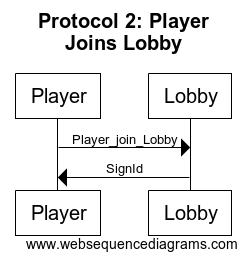 Protocol 2: Player
Joins Lobby
Player Lobby
Player_join_Lobby
SignId
Player Lobby
www.websequencediagrams.com